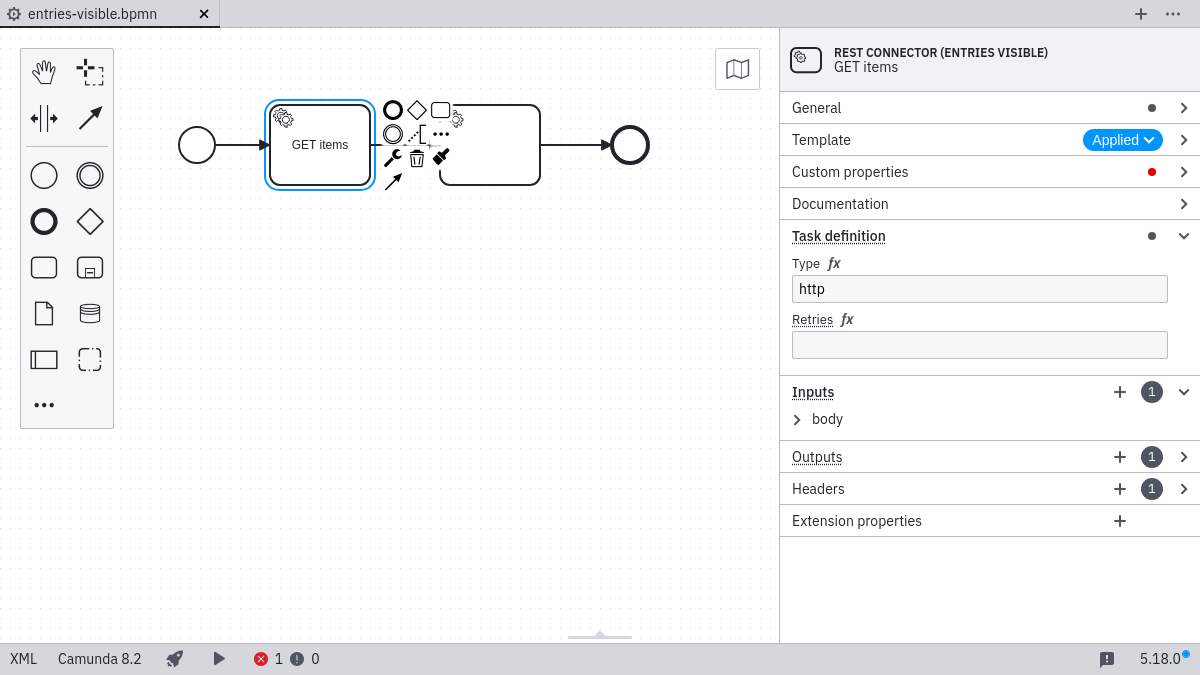 entries-visible.bpmn
GET items
REST CONNECTOR (ENTRIES VISIBLE)
GET items
General
Template
Applied
Custom properties
Documentation
Task definition
Type fx
http
Retries fx
Inputs
1
body
Outputs
1
Headers
1
Extension properties
XML
Camunda 8.2
1
0
5.18.0